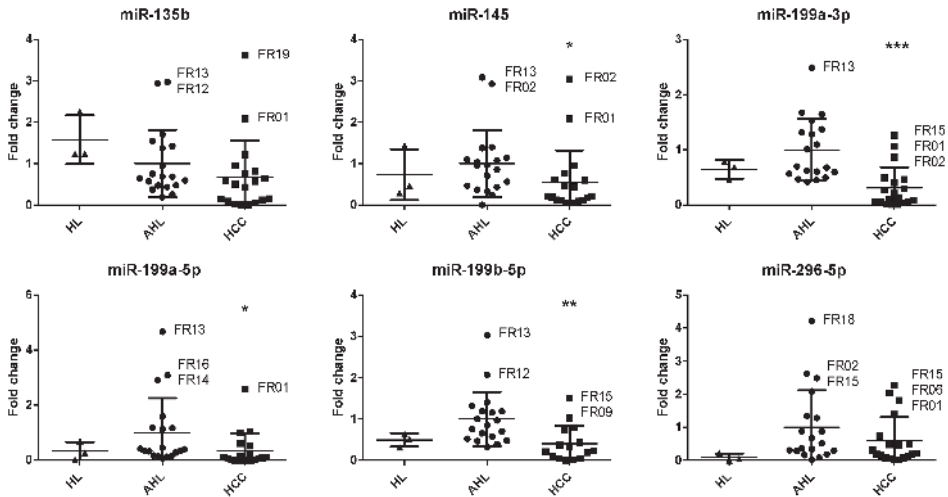 miR-135b
Fold change
4
3
2
1
0
FR13
FR12
FR19
FR01
HL
AHL
HCC
miR-145
Fold change
4
3
2
1
0
*
FR13
FR02
FR02
FR01
HL
AHL
HCC
miR-199a-3p
Fold change
3
2
1
0
***
FR13
FR15
FR01
FR02
HL
AHL
HCC
miR-199a-5p
Fold change
6
4
2
0
*
FR13
FR16
FR14
FR01
HL
AHL
HCC
miR-199b-5p
Fold change
4
3
2
1
0
**
FR13
FR12
FR15
FR09
HL
AHL
HCC
miR-296-5p
Fold change
5
4
3
2
1
0
FR18
FR02
FR15
FR15
FR06
FR01
HL
AHL
HCC